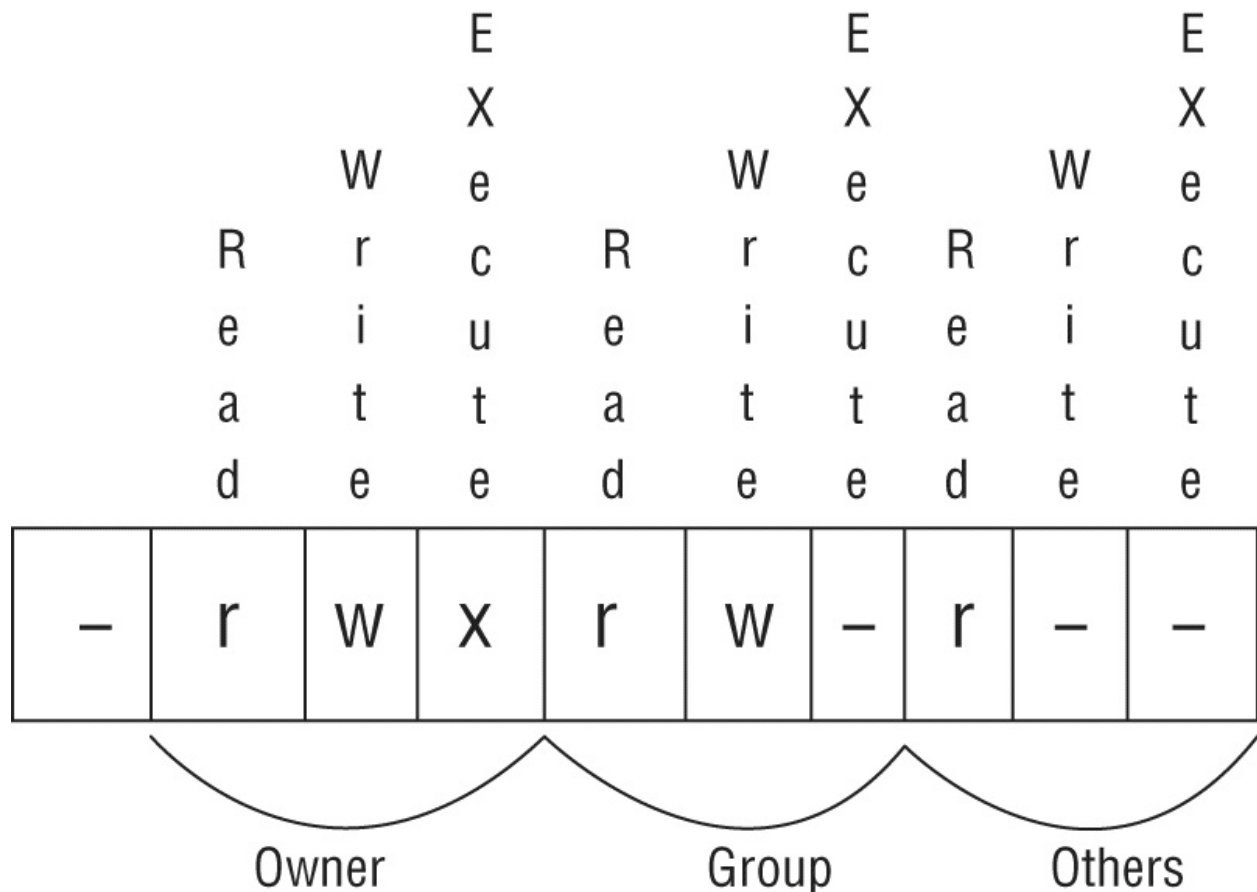 Read Write EXecute Read Write EXecute Read Write EXecute
– r w x r w – r – –
Owner Group Others